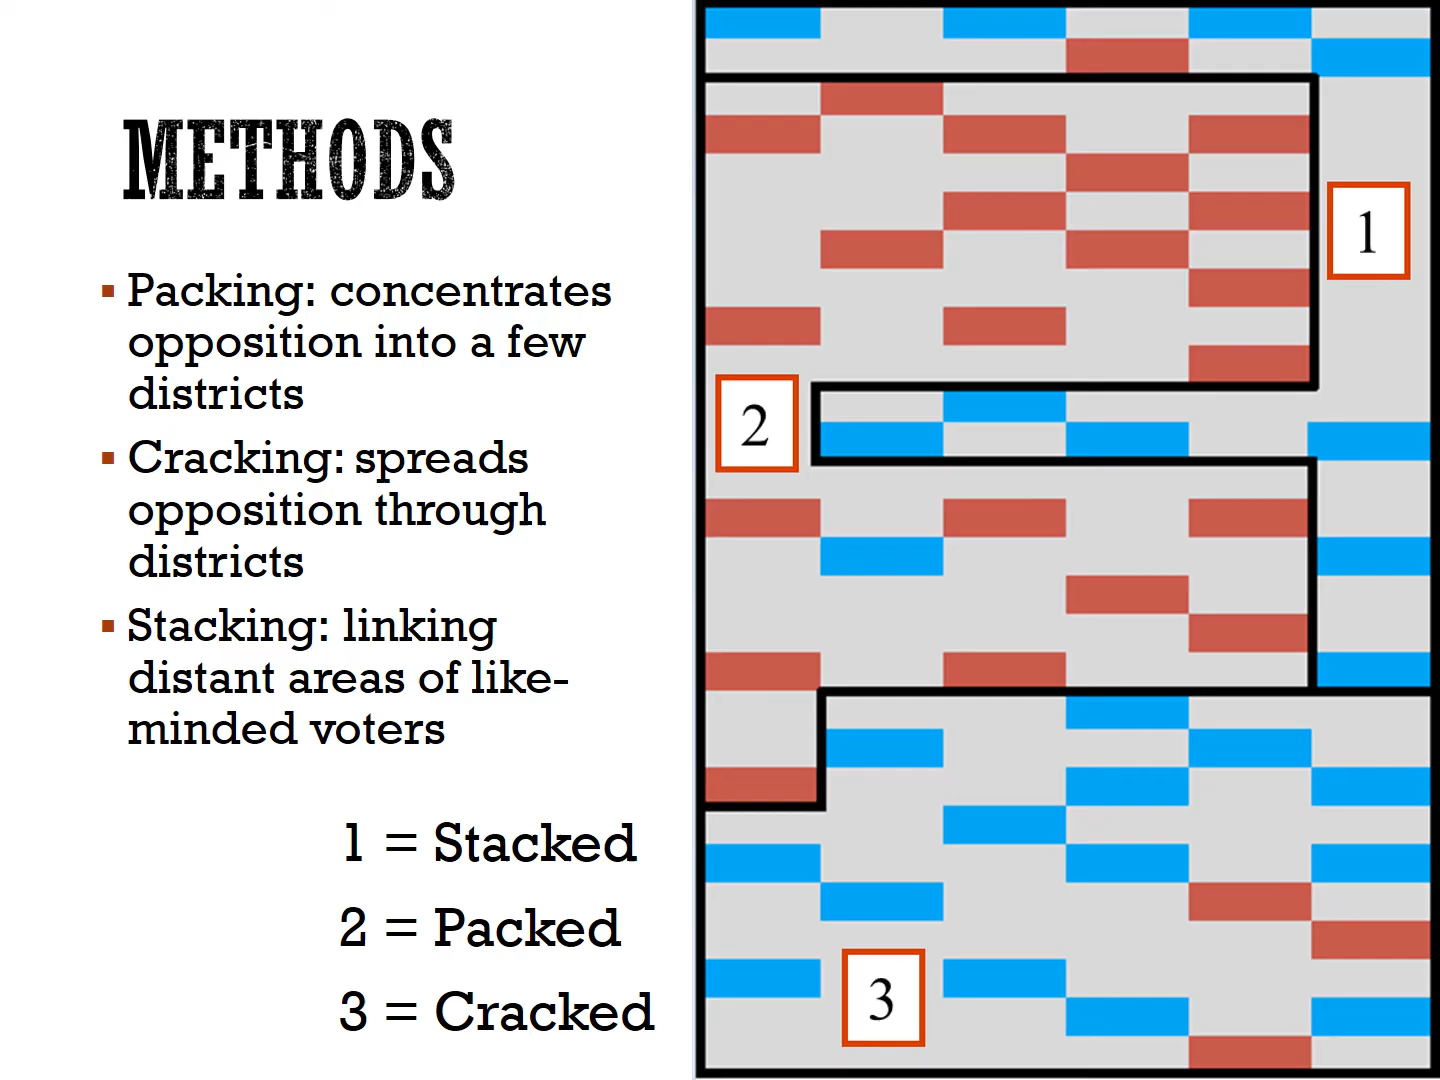 METHODS
▪ Packing: concentrates
opposition into a few
districts
▪ Cracking: spreads
opposition through
districts
▪ Stacking: linking
distant areas of like-
minded voters
1 = Stacked
2 = Packed
3 = Cracked
1
2
3